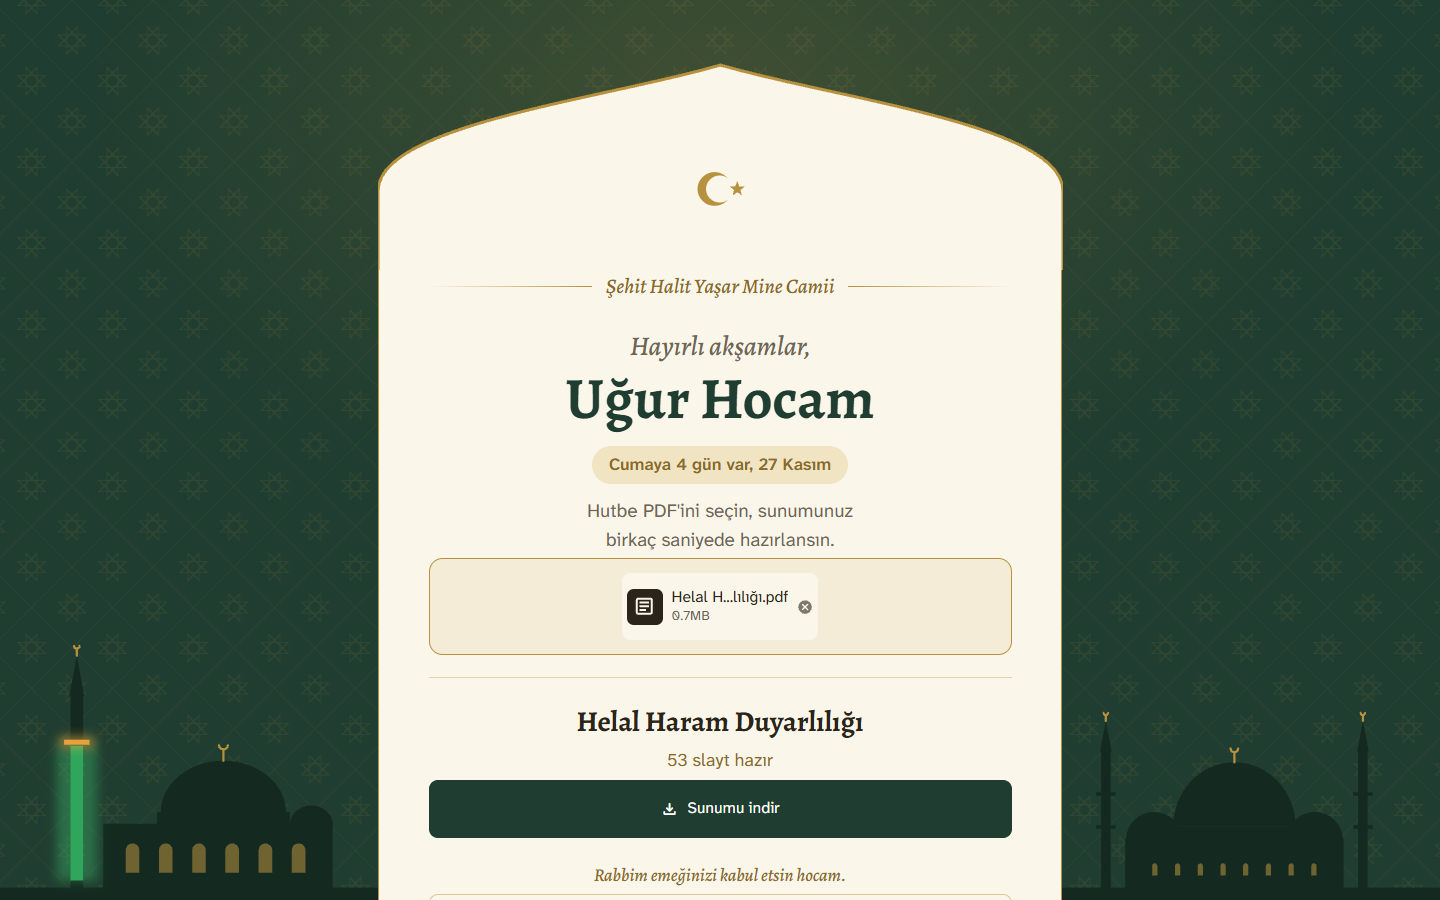 Şehit Halit Yaşar Mine Camii
Hayırlı akşamlar,
Uğur Hocam
Cumaya 4 gün var, 27 Kasım
Hutbe PDF'ini seçin, sunumunuz
birkaç saniyede hazırlansın.
Helal H...lılığı.pdf
0.7MB
Helal Haram Duyarlılığı
53 slayt hazır
Sunumu indir
Rabbim emeğinizi kabul etsin hocam.